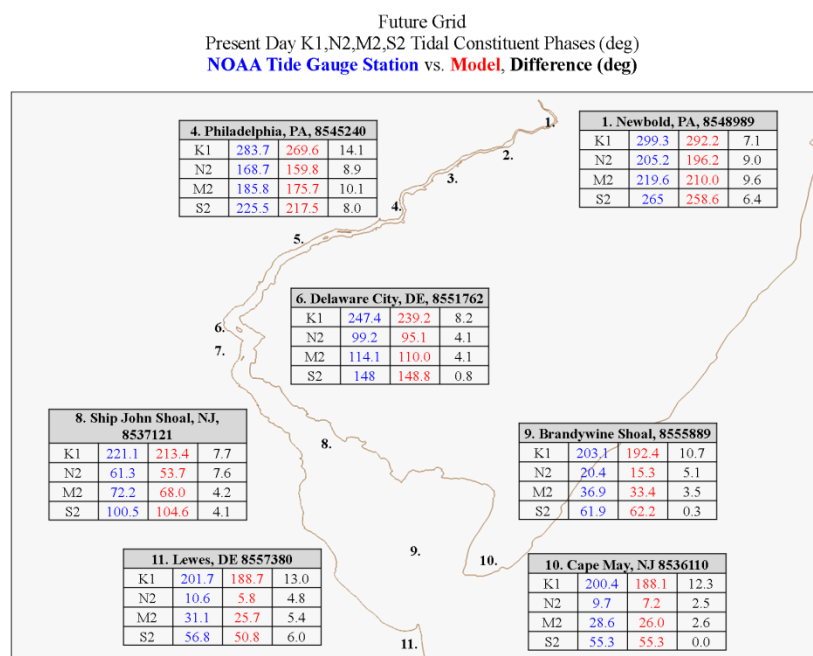 Future Grid
Present Day K1,N2,M2,S2 Tidal Constituent Phases (deg)
NOAA Tide Gauge Station vs. Model, Difference (deg)
4. Philadelphia, PA, 8545240
K1 283.7 269.6 14.1
N2 168.7 159.8 8.9
M2 185.8 175.7 10.1
S2 225.5 217.5 8.0
1. Newbold, PA, 8548989
K1 299.3 292.2 7.1
N2 205.2 196.2 9.0
M2 219.6 210.0 9.6
S2 265 258.6 6.4
1.
2.
3.
4.
5.
6. Delaware City, DE, 8551762
K1 247.4 239.2 8.2
N2 99.2 95.1 4.1
M2 114.1 110.0 4.1
S2 148 148.8 0.8
6.
7.
8. Ship John Shoal, NJ,
8537121
K1 221.1 213.4 7.7
N2 61.3 53.7 7.6
M2 72.2 68.0 4.2
S2 100.5 104.6 4.1
8.
9. Brandywine Shoal, 8555889
K1 203.1 192.4 10.7
N2 20.4 15.3 5.1
M2 36.9 33.4 3.5
S2 61.9 62.2 0.3
9.
10.
11. Lewes, DE 8557380
K1 201.7 188.7 13.0
N2 10.6 5.8 4.8
M2 31.1 25.7 5.4
S2 56.8 50.8 6.0
10. Cape May, NJ 8536110
K1 200.4 188.1 12.3
N2 9.7 7.2 2.5
M2 28.6 26.0 2.6
S2 55.3 55.3 0.0
11.